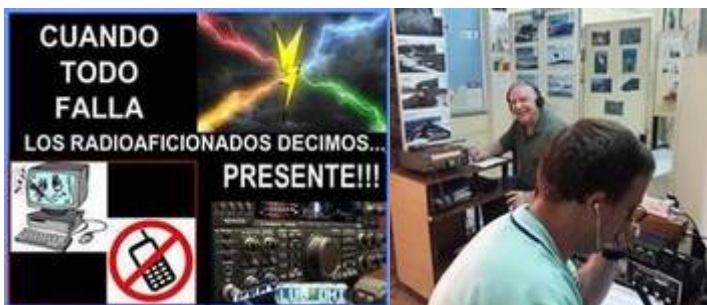 CUANDO
TODO
FALLA
LOS RADIOAFICIONADOS DECIMOS...
PRESENTE!!!